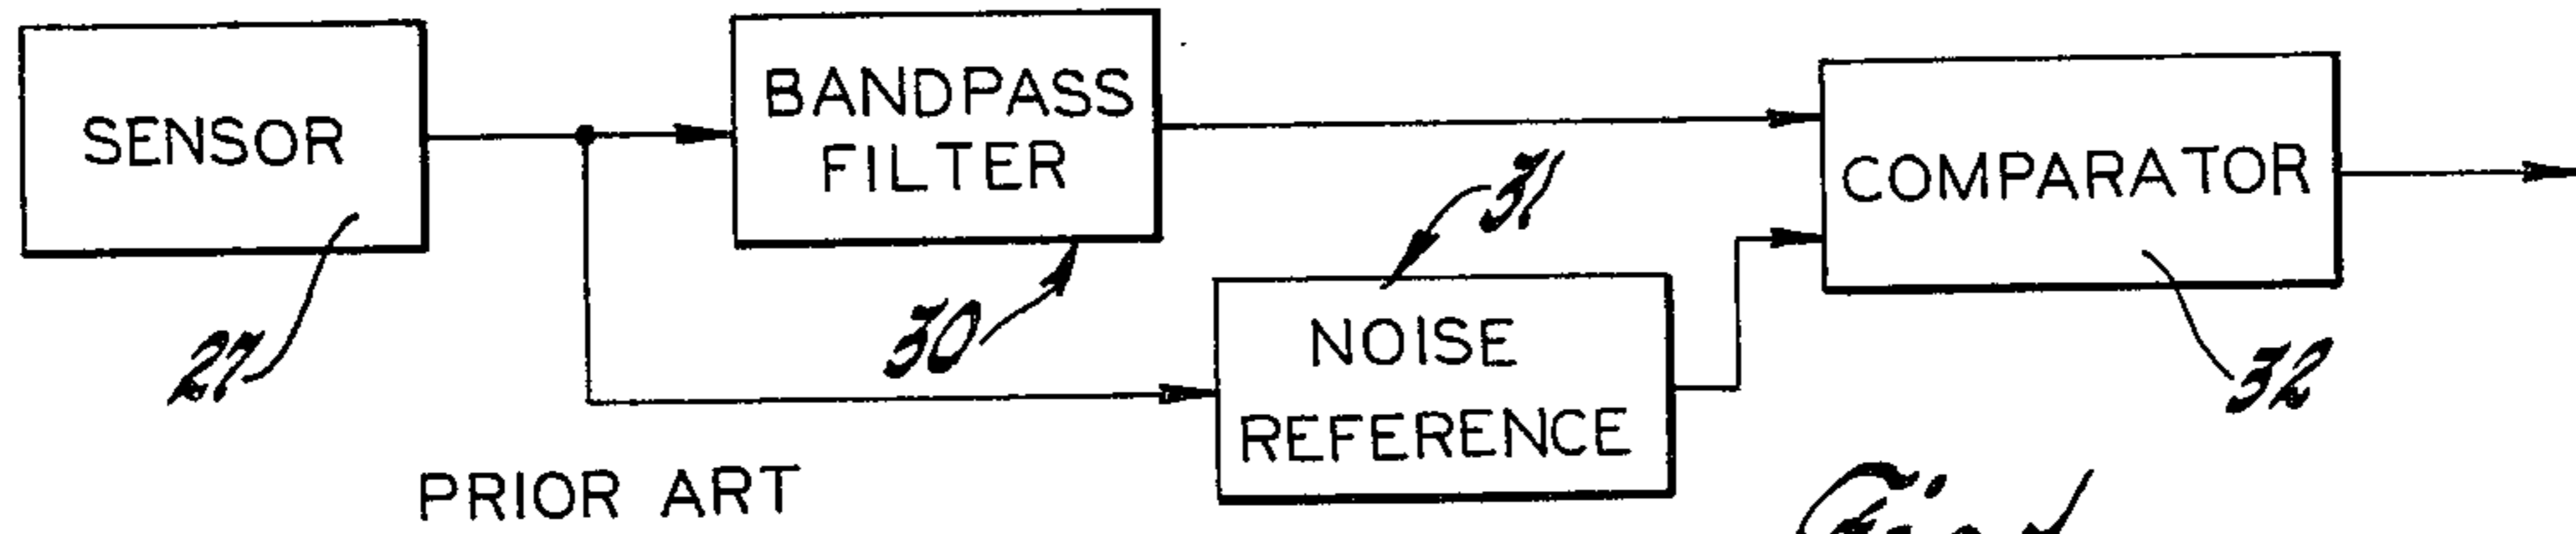 SENSOR
27
BANDPASS
FILTER
30
31
NOISE
REFERENCE
COMPARATOR
32
PRIOR ART